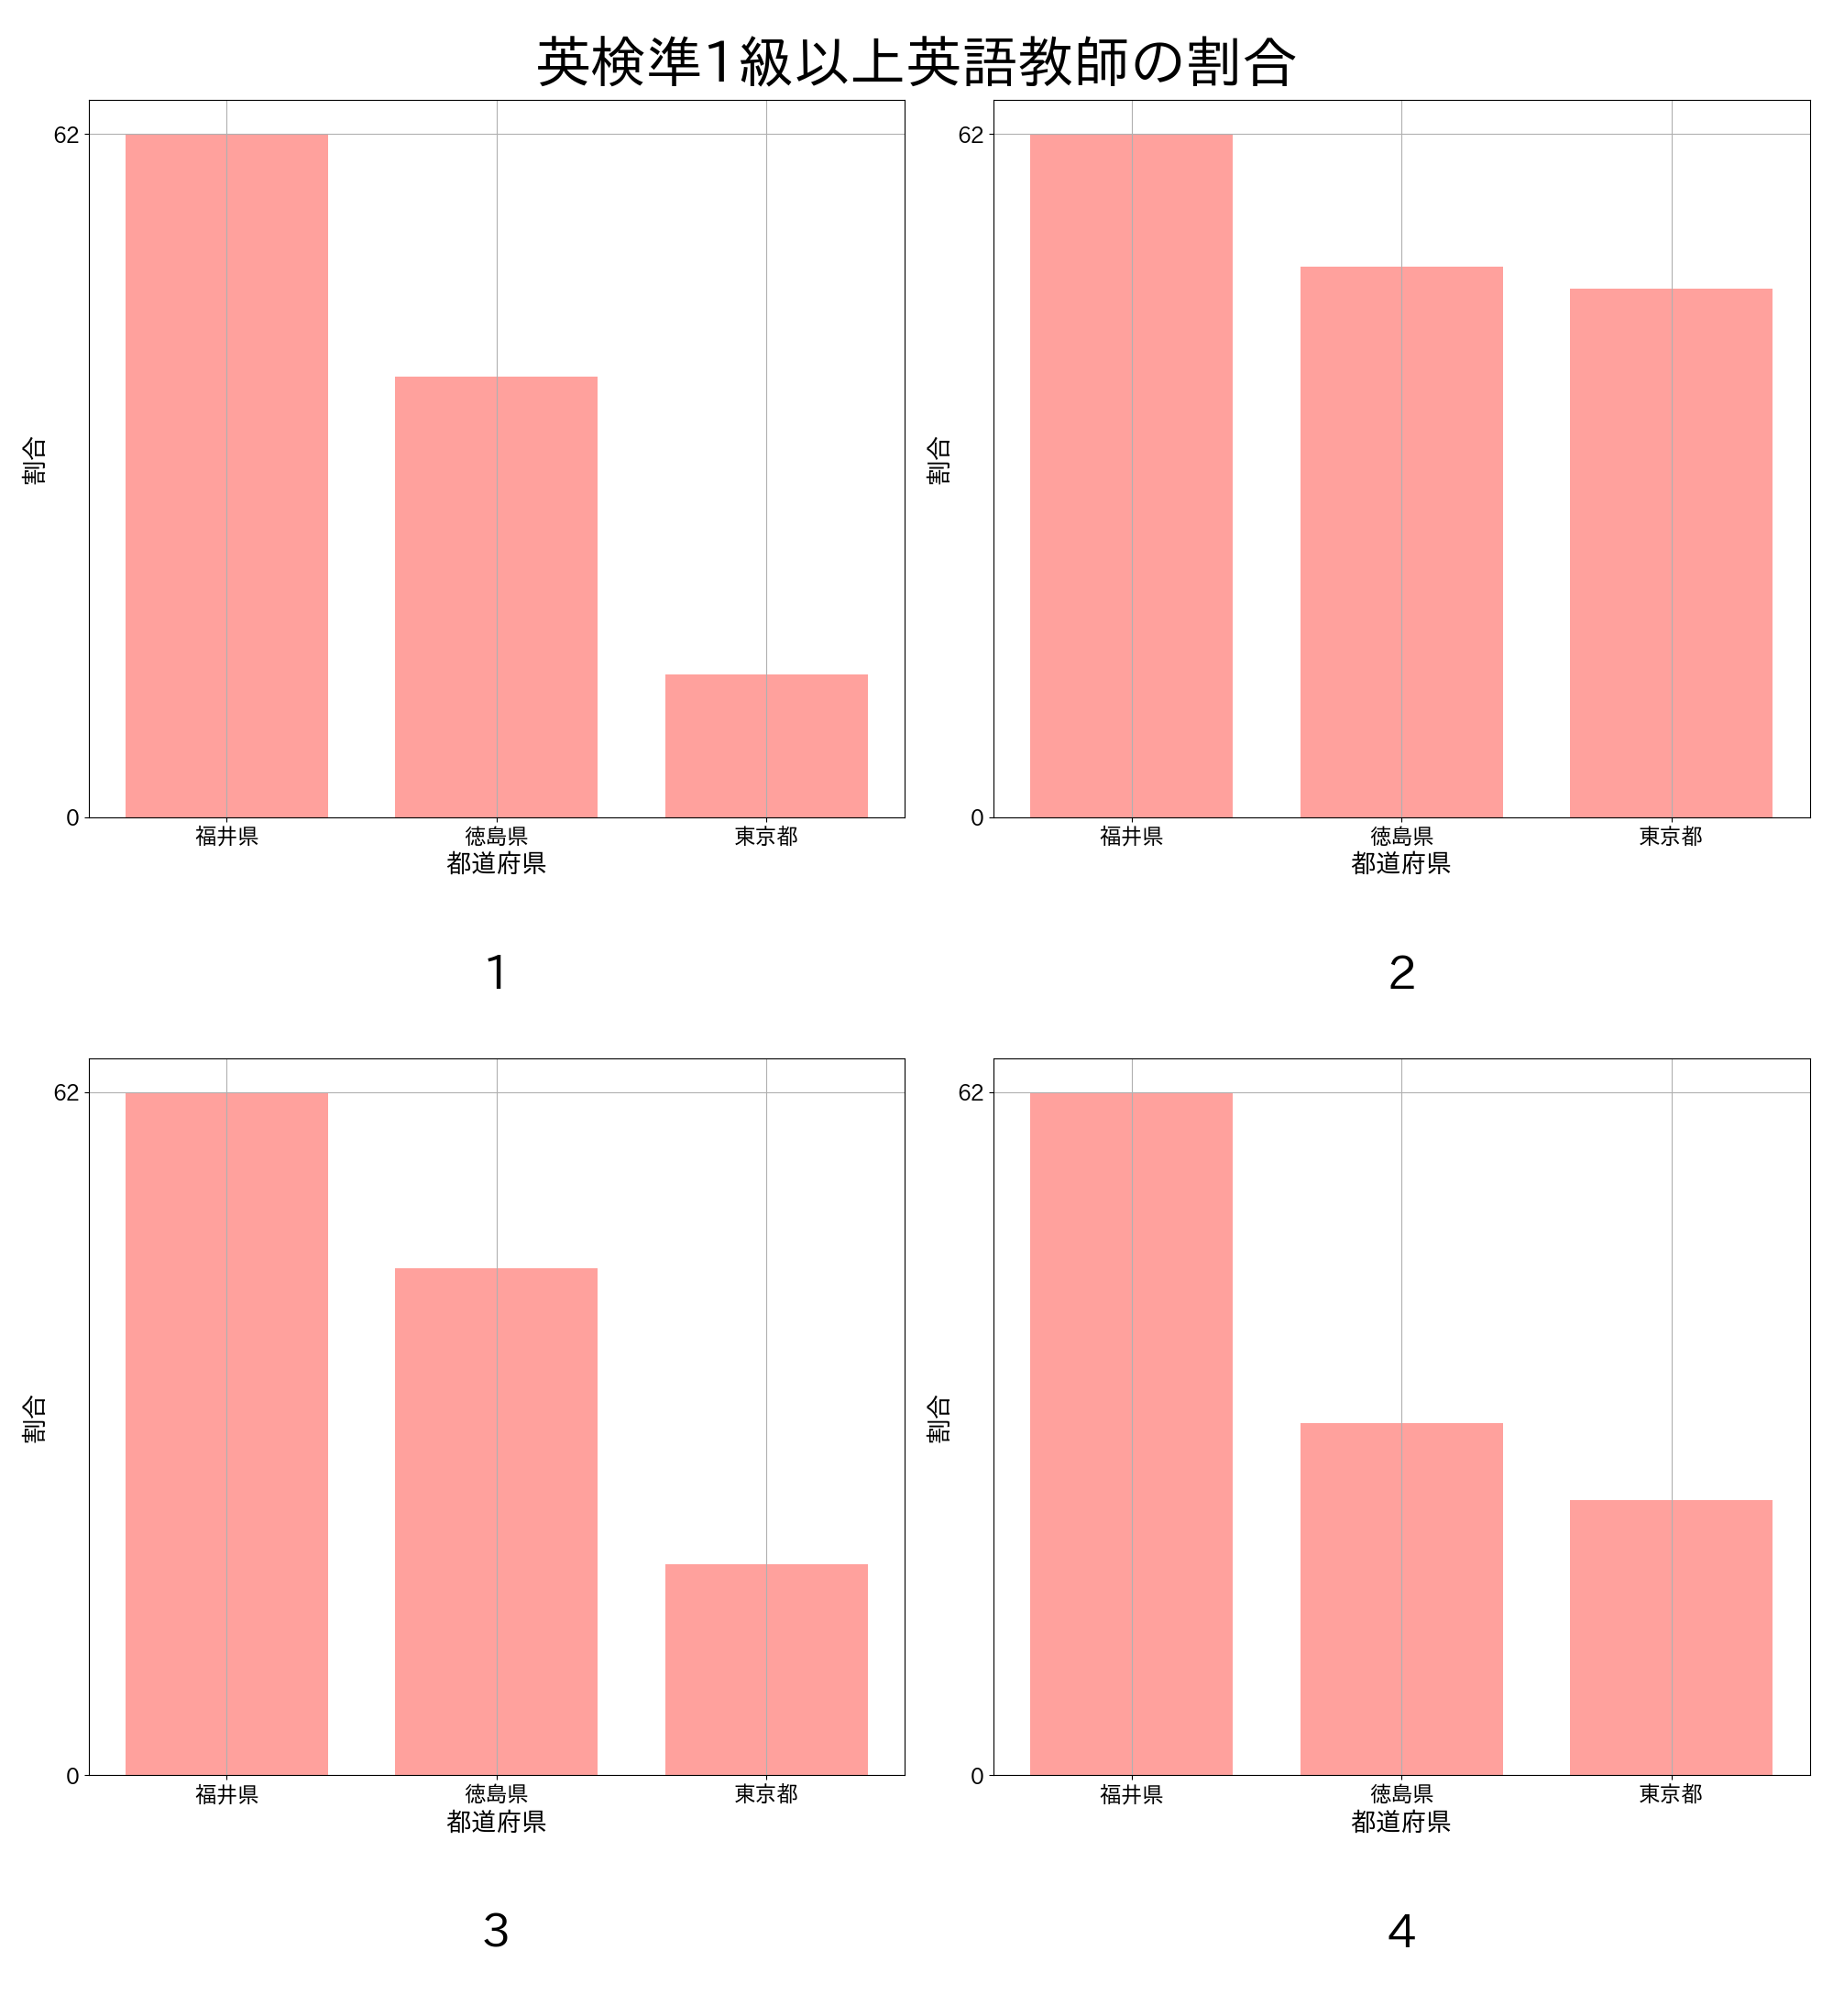 英検準1級以上英語教師の割合
62
割合
0
福井県 徳島県 東京都
都道府県
1
62
割合
0
福井県 徳島県 東京都
都道府県
2
62
割合
0
福井県 徳島県 東京都
都道府県
3
62
割合
0
福井県 徳島県 東京都
都道府県
4